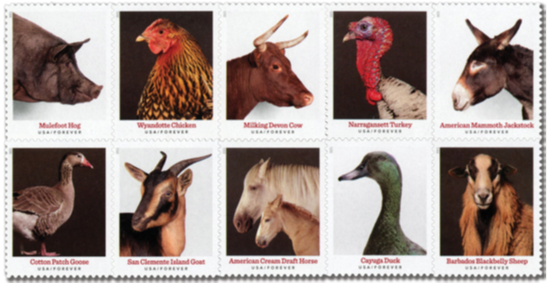 Mulefoot Hog
USA/FOREVER
Wyandotte Chicken
USA/FOREVER
Milking Devon Cow
USA/FOREVER
Narragansett Turkey
USA/FOREVER
American Mammoth Jackstock
USA/FOREVER
Cotton Patch Goose
USA/FOREVER
San Clemente Island Goat
USA/FOREVER
American Cream Draft Horse
USA/FOREVER
Cayuga Duck
USA/FOREVER
Barbados Blackbelly Sheep
USA/FOREVER